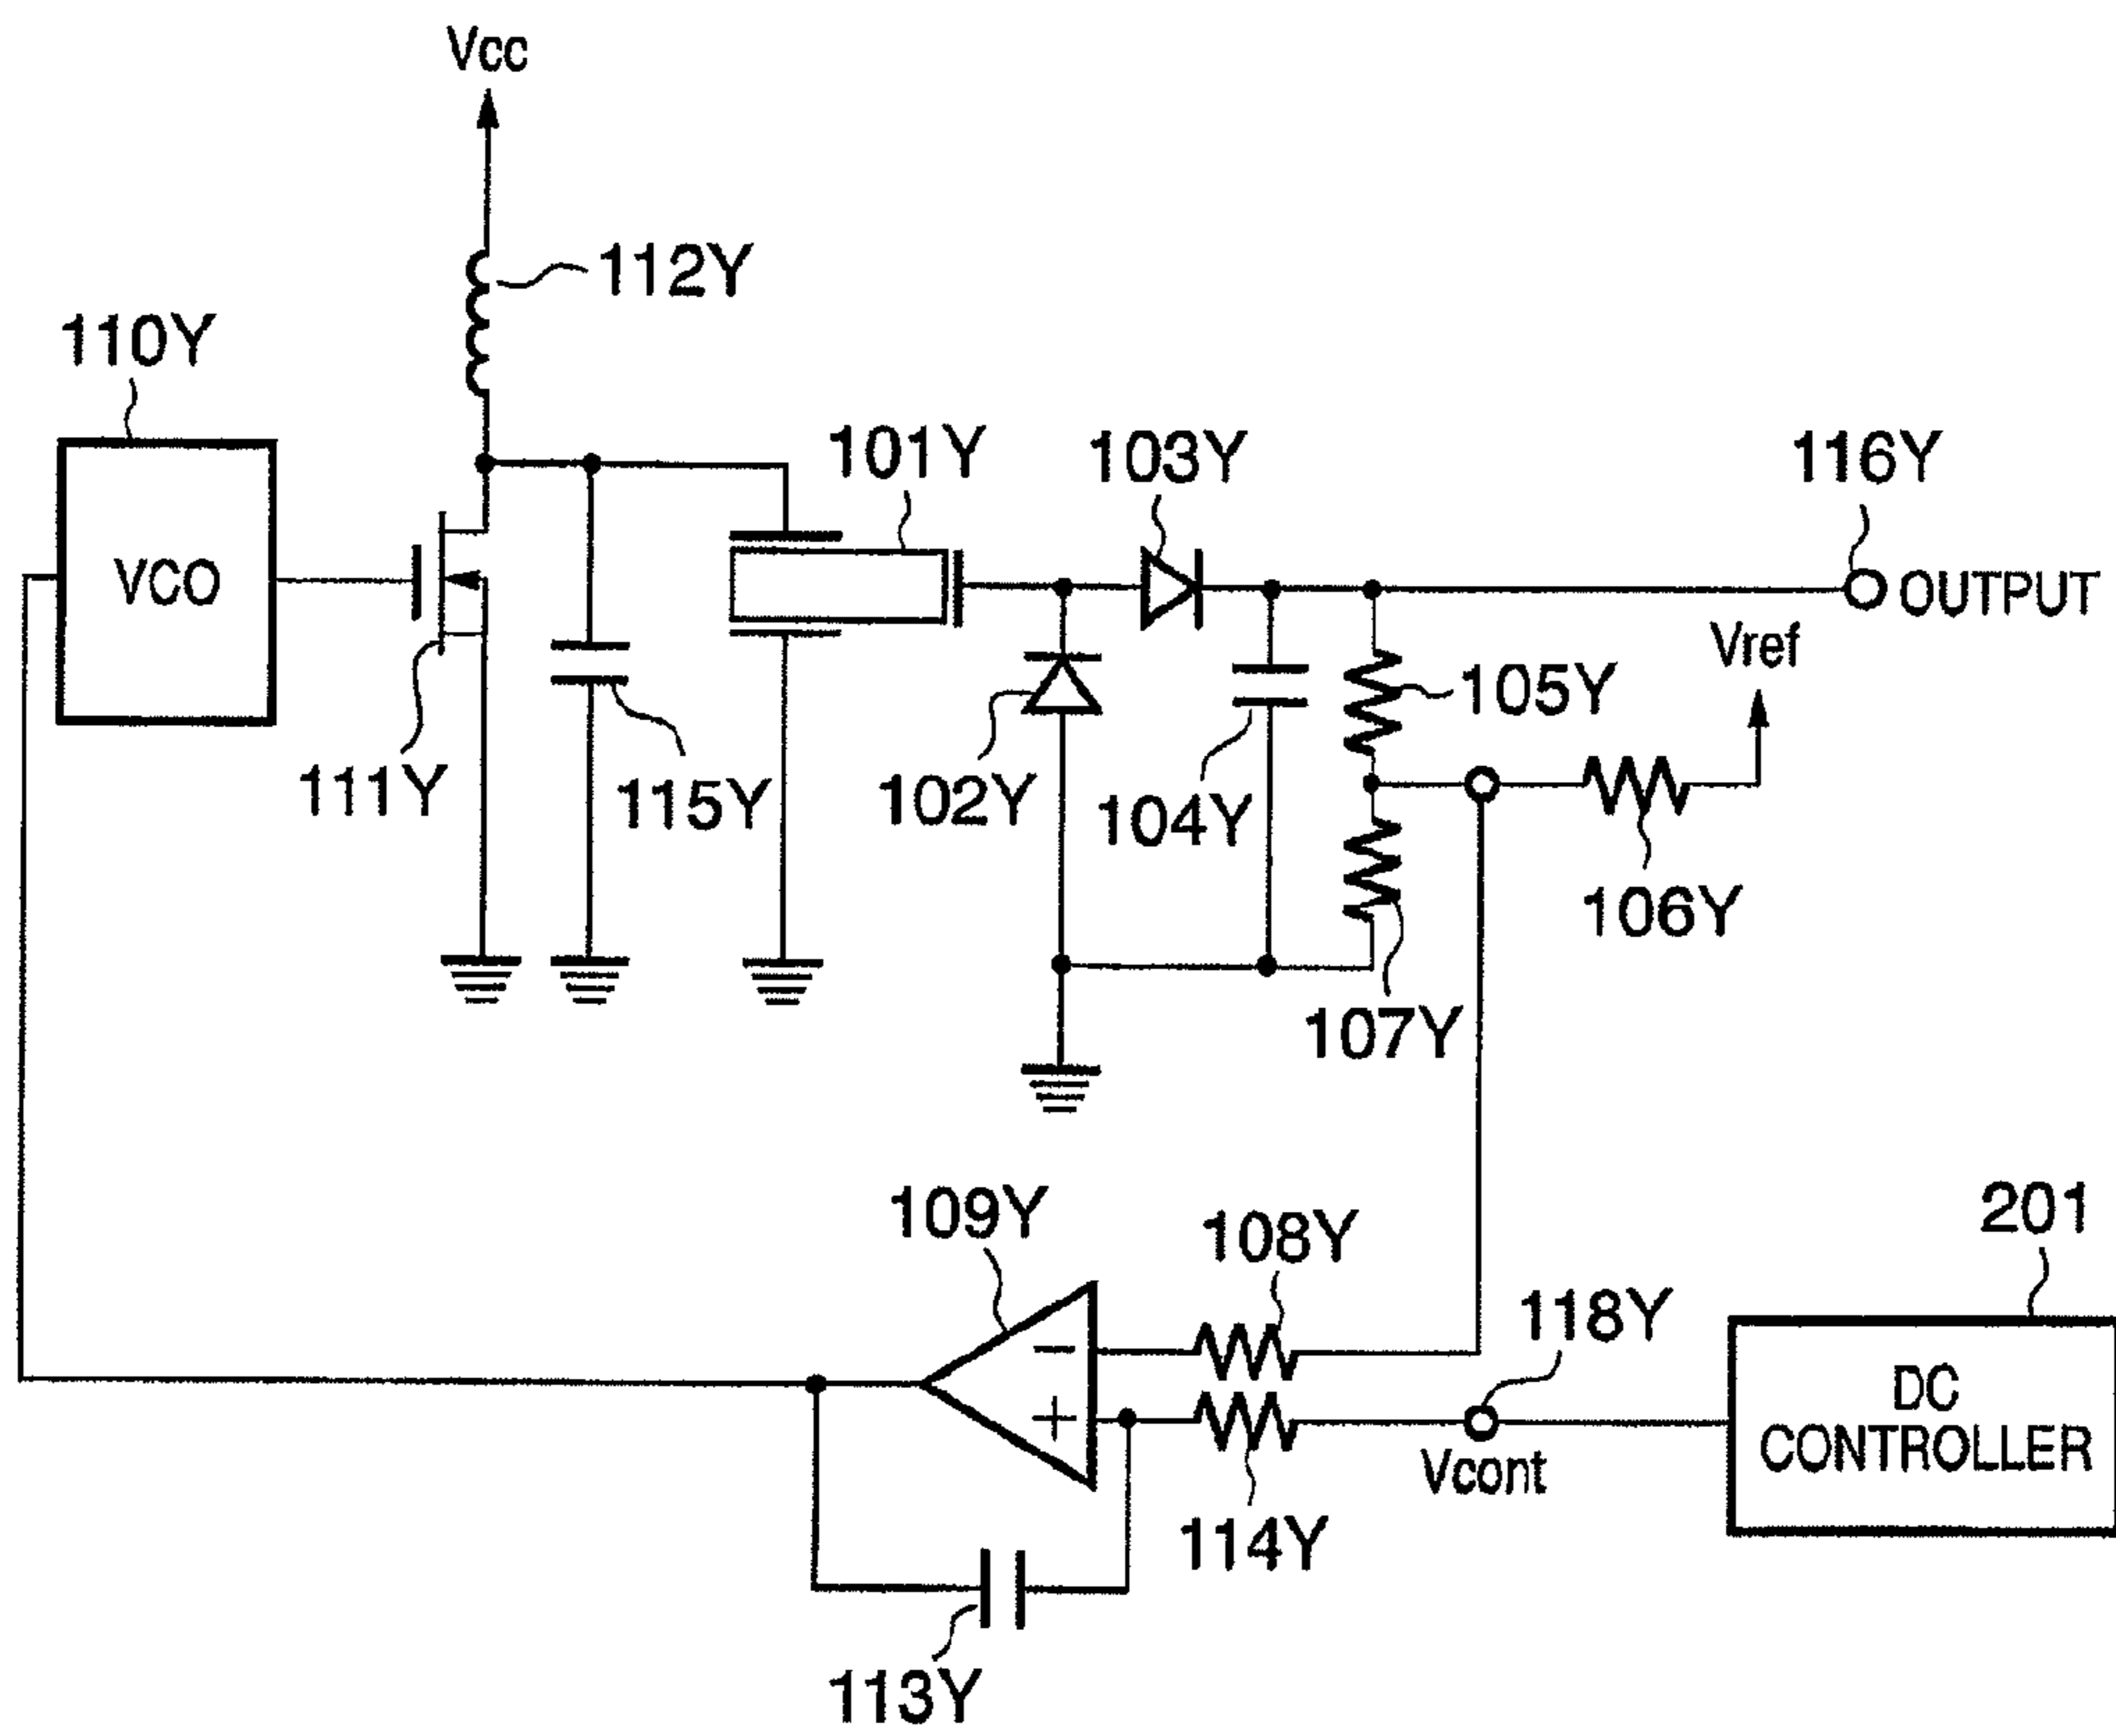 Vcc
112Y
110Y
101Y
103Y
116Y
VCO
OUTPUT
Vref
105Y
111Y
115Y
102Y
104Y
106Y
107Y
109Y
108Y
201
118Y
−
+
DC
CONTROLLER
Vcont
114Y
113Y